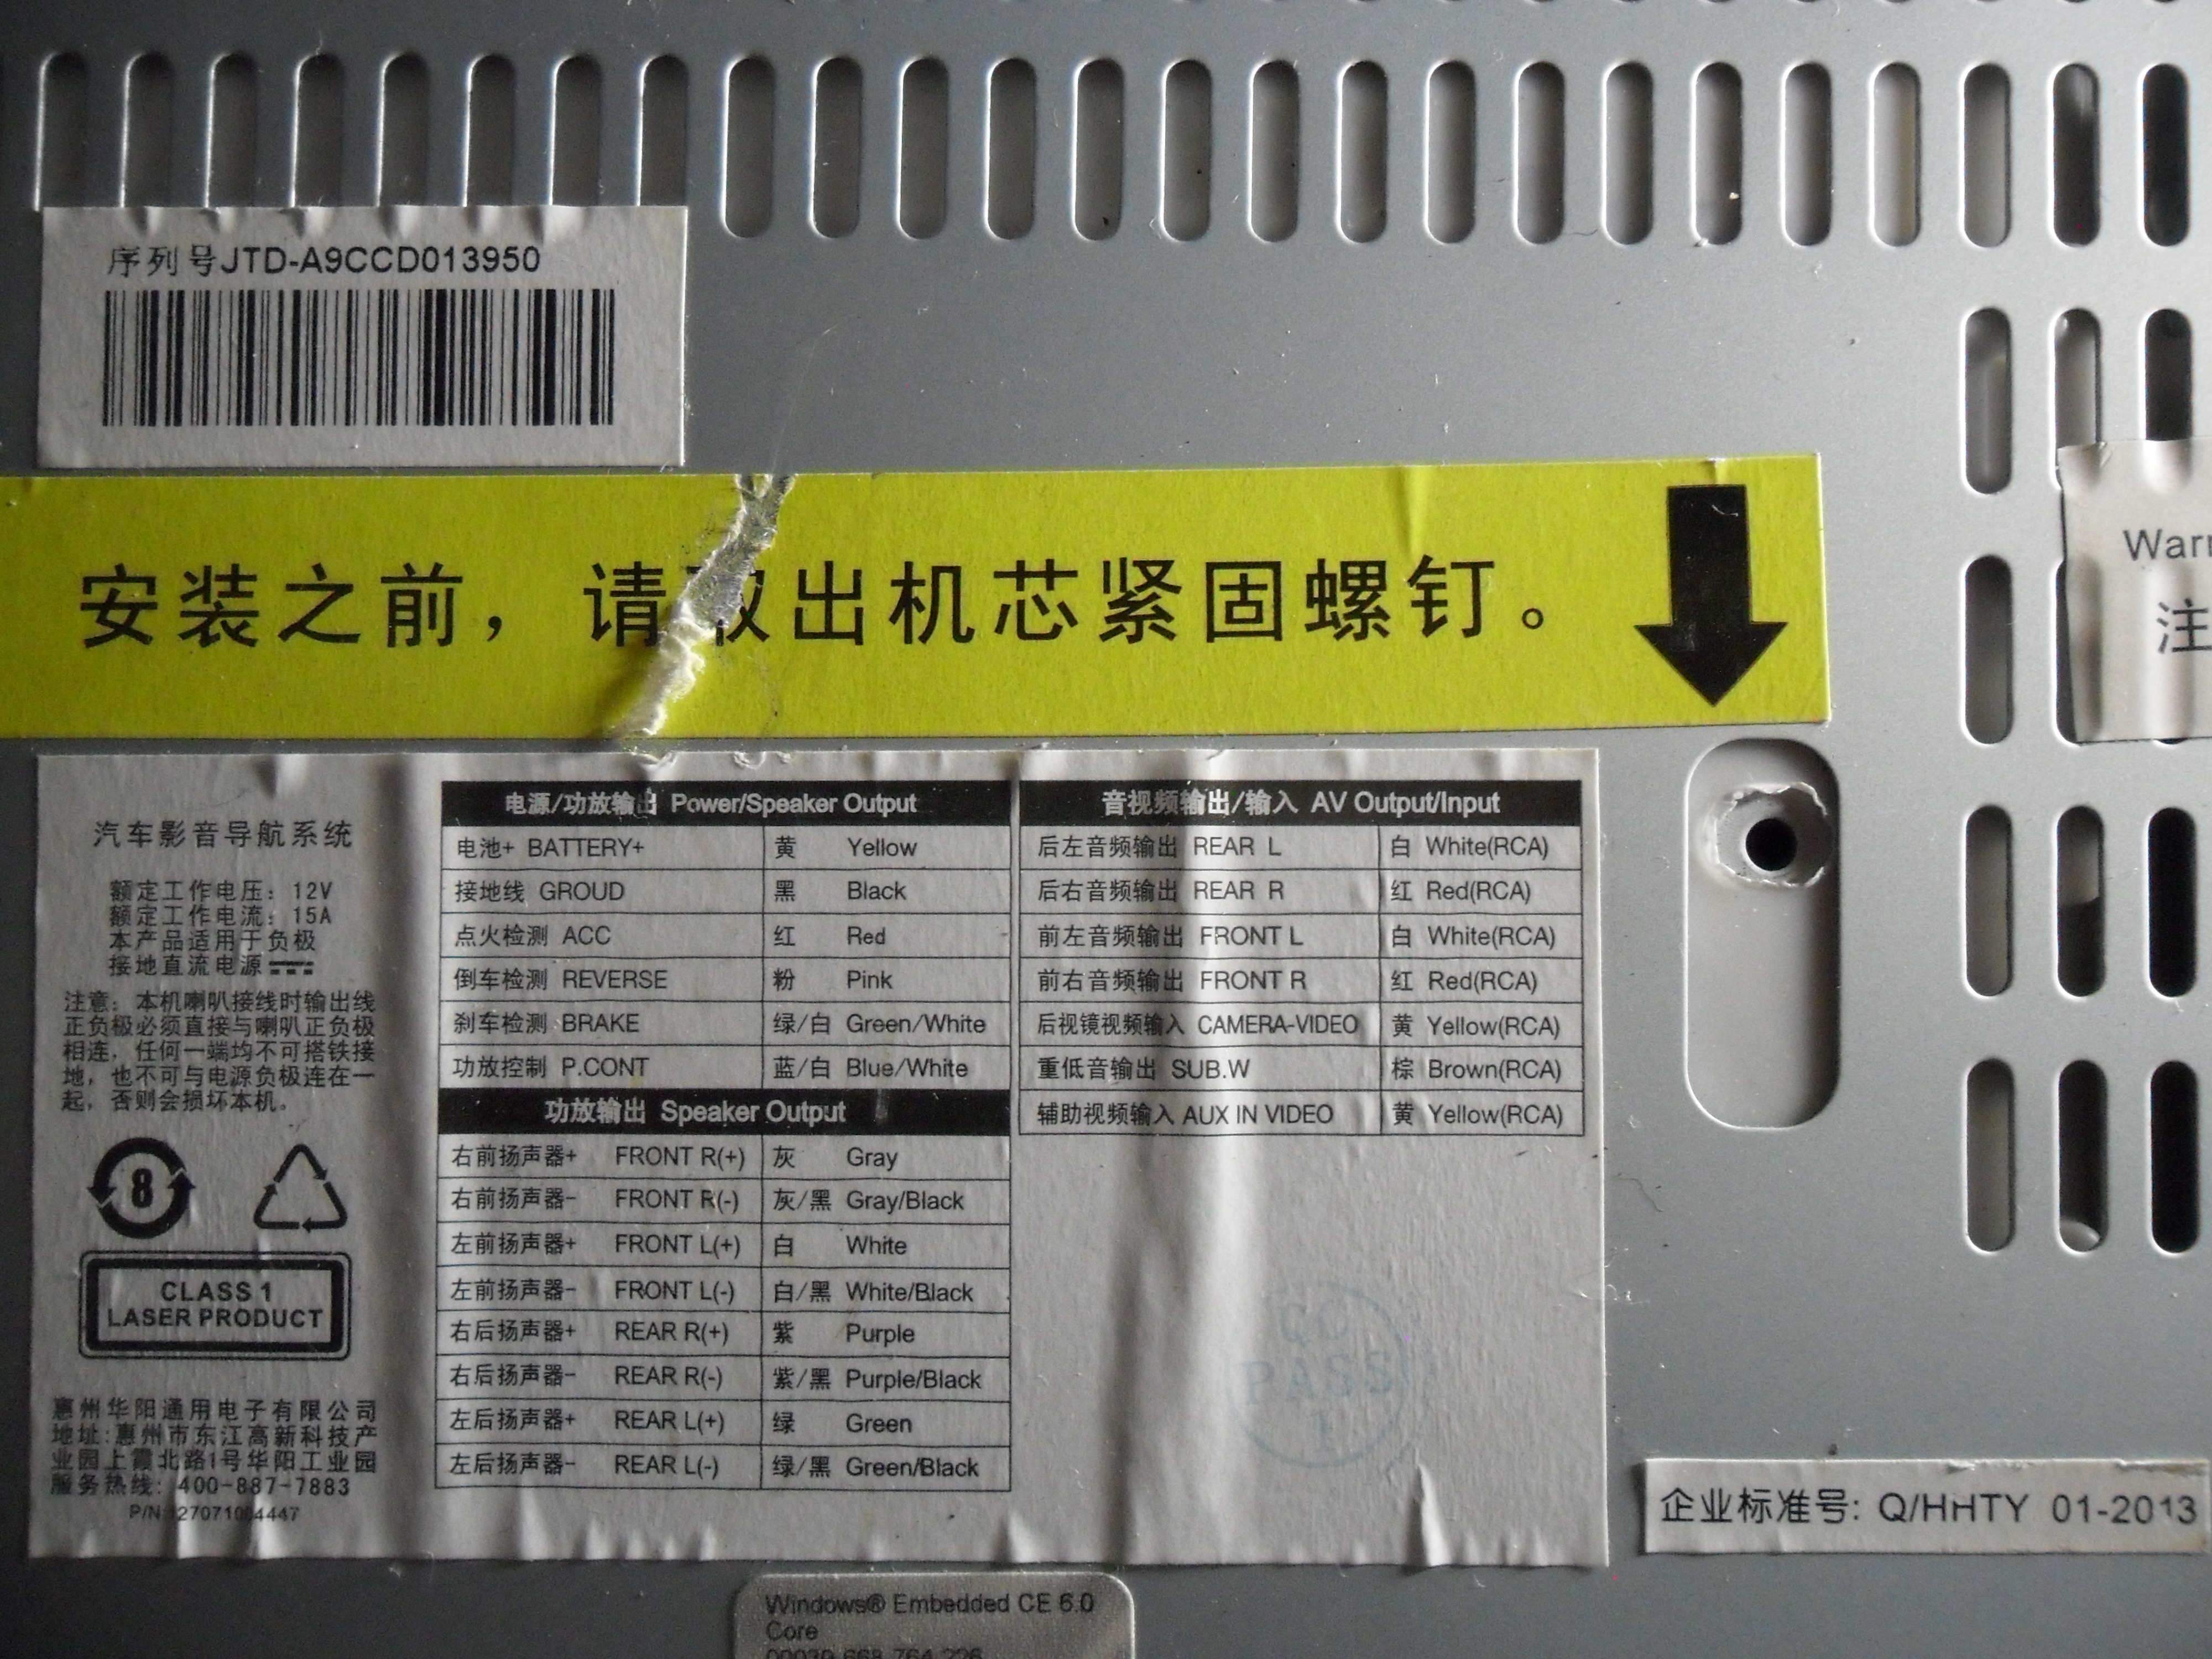 序列号JTD-A9CCD013950
安装之前，请取出机芯紧固螺钉。
Warn
注
汽车影音导航系统
额定工作电压：12V
额定工作电流：15A
本产品适用于负极
接地直流电源
注意：本机喇叭接线时输出线
正负极必须直接与喇叭正负极
相连，任何一端均不可搭铁接
地，也不可与电源负极连在一
起，否则会损坏本机。
8
CLASS 1
LASER PRODUCT
惠州华阳通用电子有限公司
地址:惠州市东江高新科技产
业园上霞北路1号华阳工业园
服务热线: 400-887-7883
电源/功放输出 Power/Speaker Output
电池+ BATTERY+ 黄 Yellow
接地线 GROUD 黑 Black
点火检测 ACC 红 Red
倒车检测 REVERSE 粉 Pink
刹车检测 BRAKE 绿/白 Green/White
功放控制 P.CONT 蓝/白 Blue/White
功放输出 Speaker Output
右前扬声器+ FRONT R(+) 灰 Gray
右前扬声器- FRONT R(-) 灰/黑 Gray/Black
左前扬声器+ FRONT L(+) 白 White
左前扬声器- FRONT L(-) 白/黑 White/Black
右后扬声器+ REAR R(+) 紫 Purple
右后扬声器- REAR R(-) 紫/黑 Purple/Black
左后扬声器+ REAR L(+) 绿 Green
左后扬声器- REAR L(-) 绿/黑 Green/Black
音视频输出/输入 AV Output/Input
后左音频输出 REAR L 白 White(RCA)
后右音频输出 REAR R 红 Red(RCA)
前左音频输出 FRONT L 白 White(RCA)
前右音频输出 FRONT R 红 Red(RCA)
后视镜视频输入 CAMERA-VIDEO 黄 Yellow(RCA)
重低音输出 SUB.W 棕 Brown(RCA)
辅助视频输入 AUX IN VIDEO 黄 Yellow(RCA)
PASS
企业标准号: Q/HHTY 01-2013
Windows® Embedded CE 6.0
Core